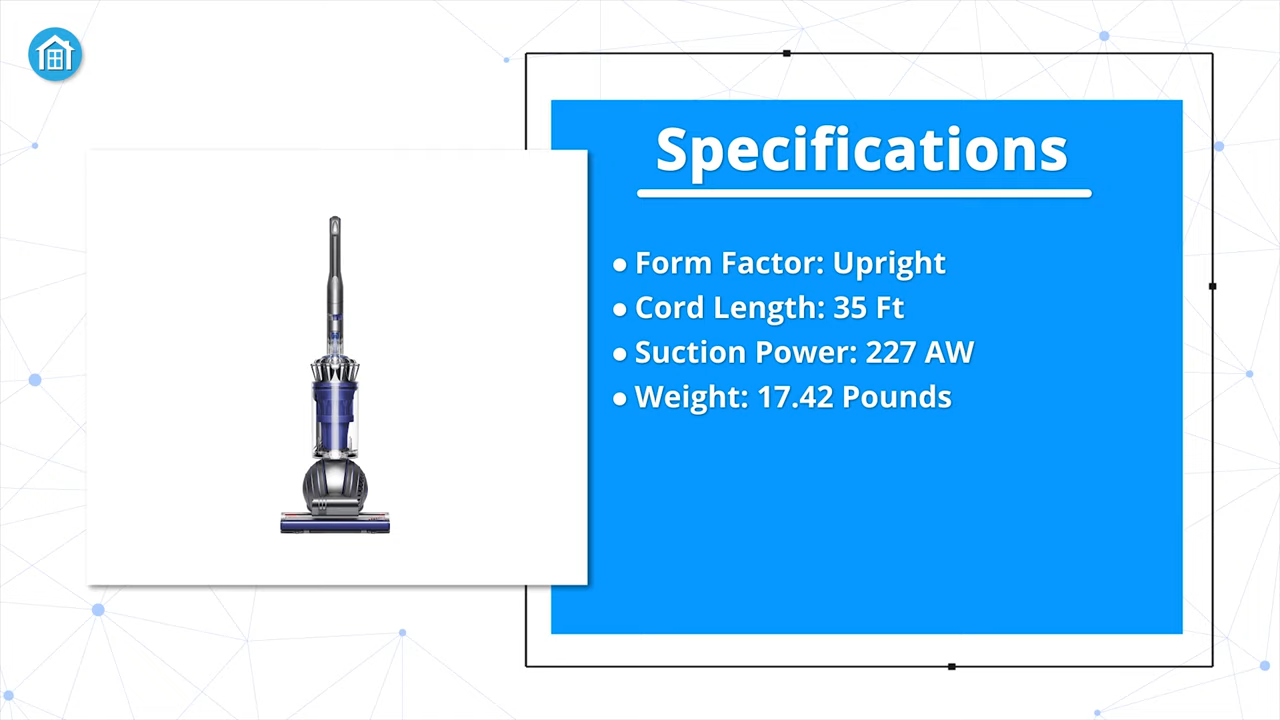 Specifications
• Form Factor: Upright
• Cord Length: 35 Ft
• Suction Power: 227 AW
• Weight: 17.42 Pounds